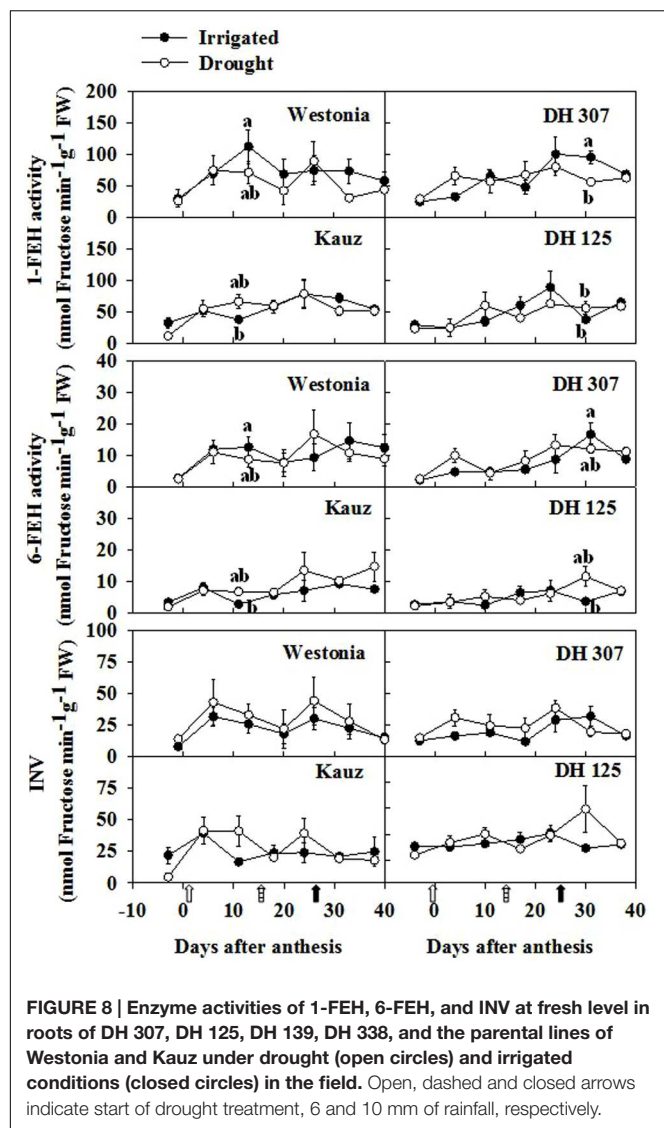 Irrigated
Drought
1-FEH activity
(nmol Fructose min-1g-1 FW)
200
150
100
50
0
Westonia
a
ab
DH 307
a
b
150
100
50
0
Kauz
ab
b
DH 125
b
b
6-FEH activity
(nmol Fructose min-1g-1 FW)
40
30
20
10
0
Westonia
a
ab
DH 307
a
ab
30
20
10
0
Kauz
ab
b
DH 125
ab
b
INV
(nmol Fructose min-1g-1 FW)
100
75
50
25
0
Westonia
DH 307
75
50
25
0
Kauz
DH 125
-10 0 10 20 30 40 0 10 20 30 40
Days after anthesis Days after anthesis
FIGURE 8 | Enzyme activities of 1-FEH, 6-FEH, and INV at fresh level in
roots of DH 307, DH 125, DH 139, DH 338, and the parental lines of
Westonia and Kauz under drought (open circles) and irrigated
conditions (closed circles) in the field. Open, dashed and closed arrows
indicate start of drought treatment, 6 and 10 mm of rainfall, respectively.